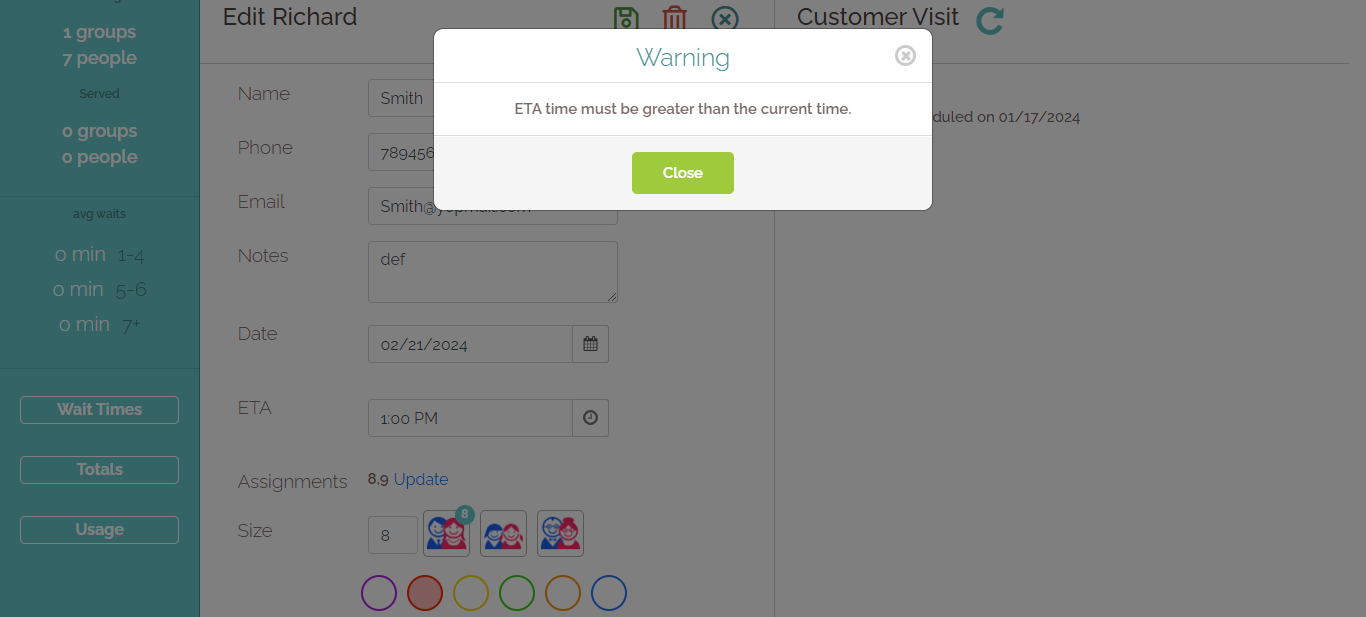 1 groups
7 people
Served
0 groups
0 people
avg waits
0 min 1-4
0 min 5-6
0 min 7+
Wait Times
Totals
Usage
Edit Richard
Name
Smith
Phone
789456
Email
Notes
def
Date
02/21/2024
ETA
1:00 PM
Assignments
8,9 Update
Size
8
8
Customer Visit
duled on 01/17/2024
Warning
ETA time must be greater than the current time.
Close